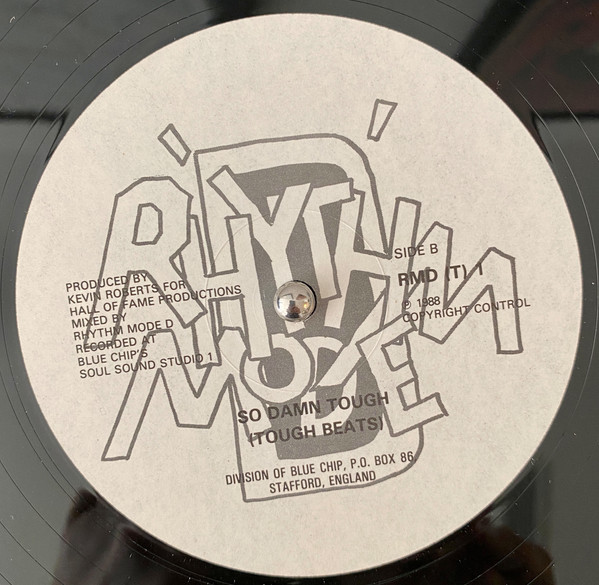 RHYTHM
MODE
D
SIDE B
RMD (T) 1
℗ 1988
COPYRIGHT CONTROL
PRODUCED BY
KEVIN ROBERTS FOR
HALL OF FAME PRODUCTIONS
MIXED BY
RHYTHM MODE D
RECORDED AT
BLUE CHIP'S
SOUL SOUND STUDIO 1
SO DAMN TOUGH
(TOUGH BEATS)
DIVISION OF BLUE CHIP, P.O. BOX 86
STAFFORD, ENGLAND